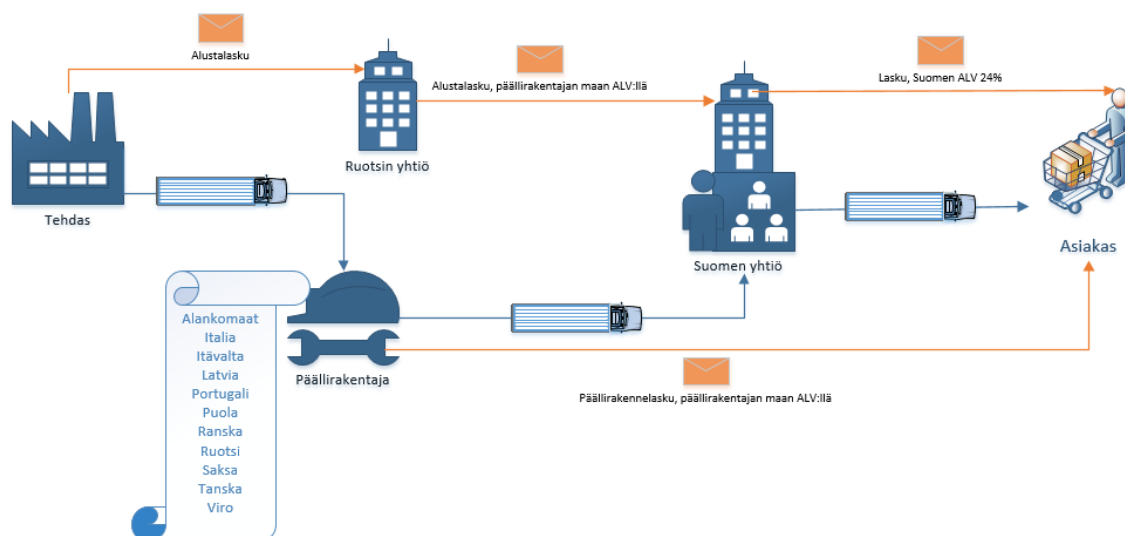 Alustalasku
Alustalasku, päällirakentajan maan ALV:llä
Lasku, Suomen ALV 24%
Ruotsin yhtiö
Tehdas
Suomen yhtiö
Asiakas
Alankomaat
Italia
Itävalta
Latvia
Portugali
Puola
Ranska
Ruotsi
Saksa
Tanska
Viro
Päällirakentaja
Päällirakennelasku, päällirakentajan maan ALV:llä